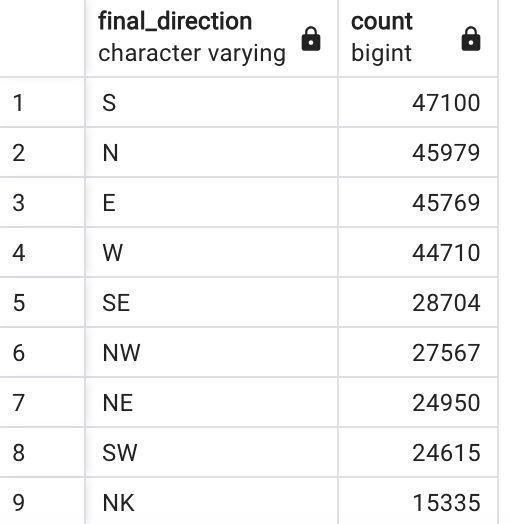 final_direction count
character varying bigint
1 S 47100
2 N 45979
3 E 45769
4 W 44710
5 SE 28704
6 NW 27567
7 NE 24950
8 SW 24615
9 NK 15335